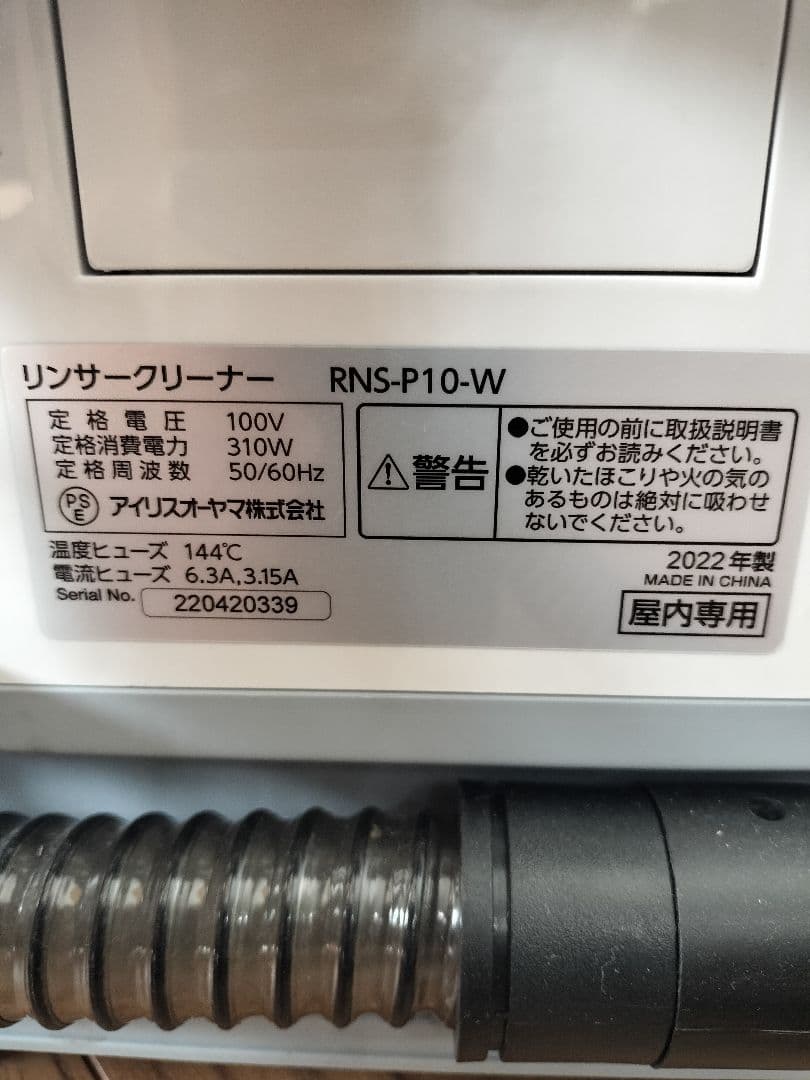 リンサークリーナー RNS-P10-W
定格電圧 100V
定格消費電力 310W
定格周波数 50/60Hz
PSE アイリスオーヤマ株式会社
警告
●ご使用の前に取扱説明書
を必ずお読みください。
●乾いたほこりや火の気の
あるものは絶対に吸わせ
ないでください。
温度ヒューズ 144℃
電流ヒューズ 6.3A,3.15A
Serial No. 220420339
2022年製
MADE IN CHINA
屋内専用